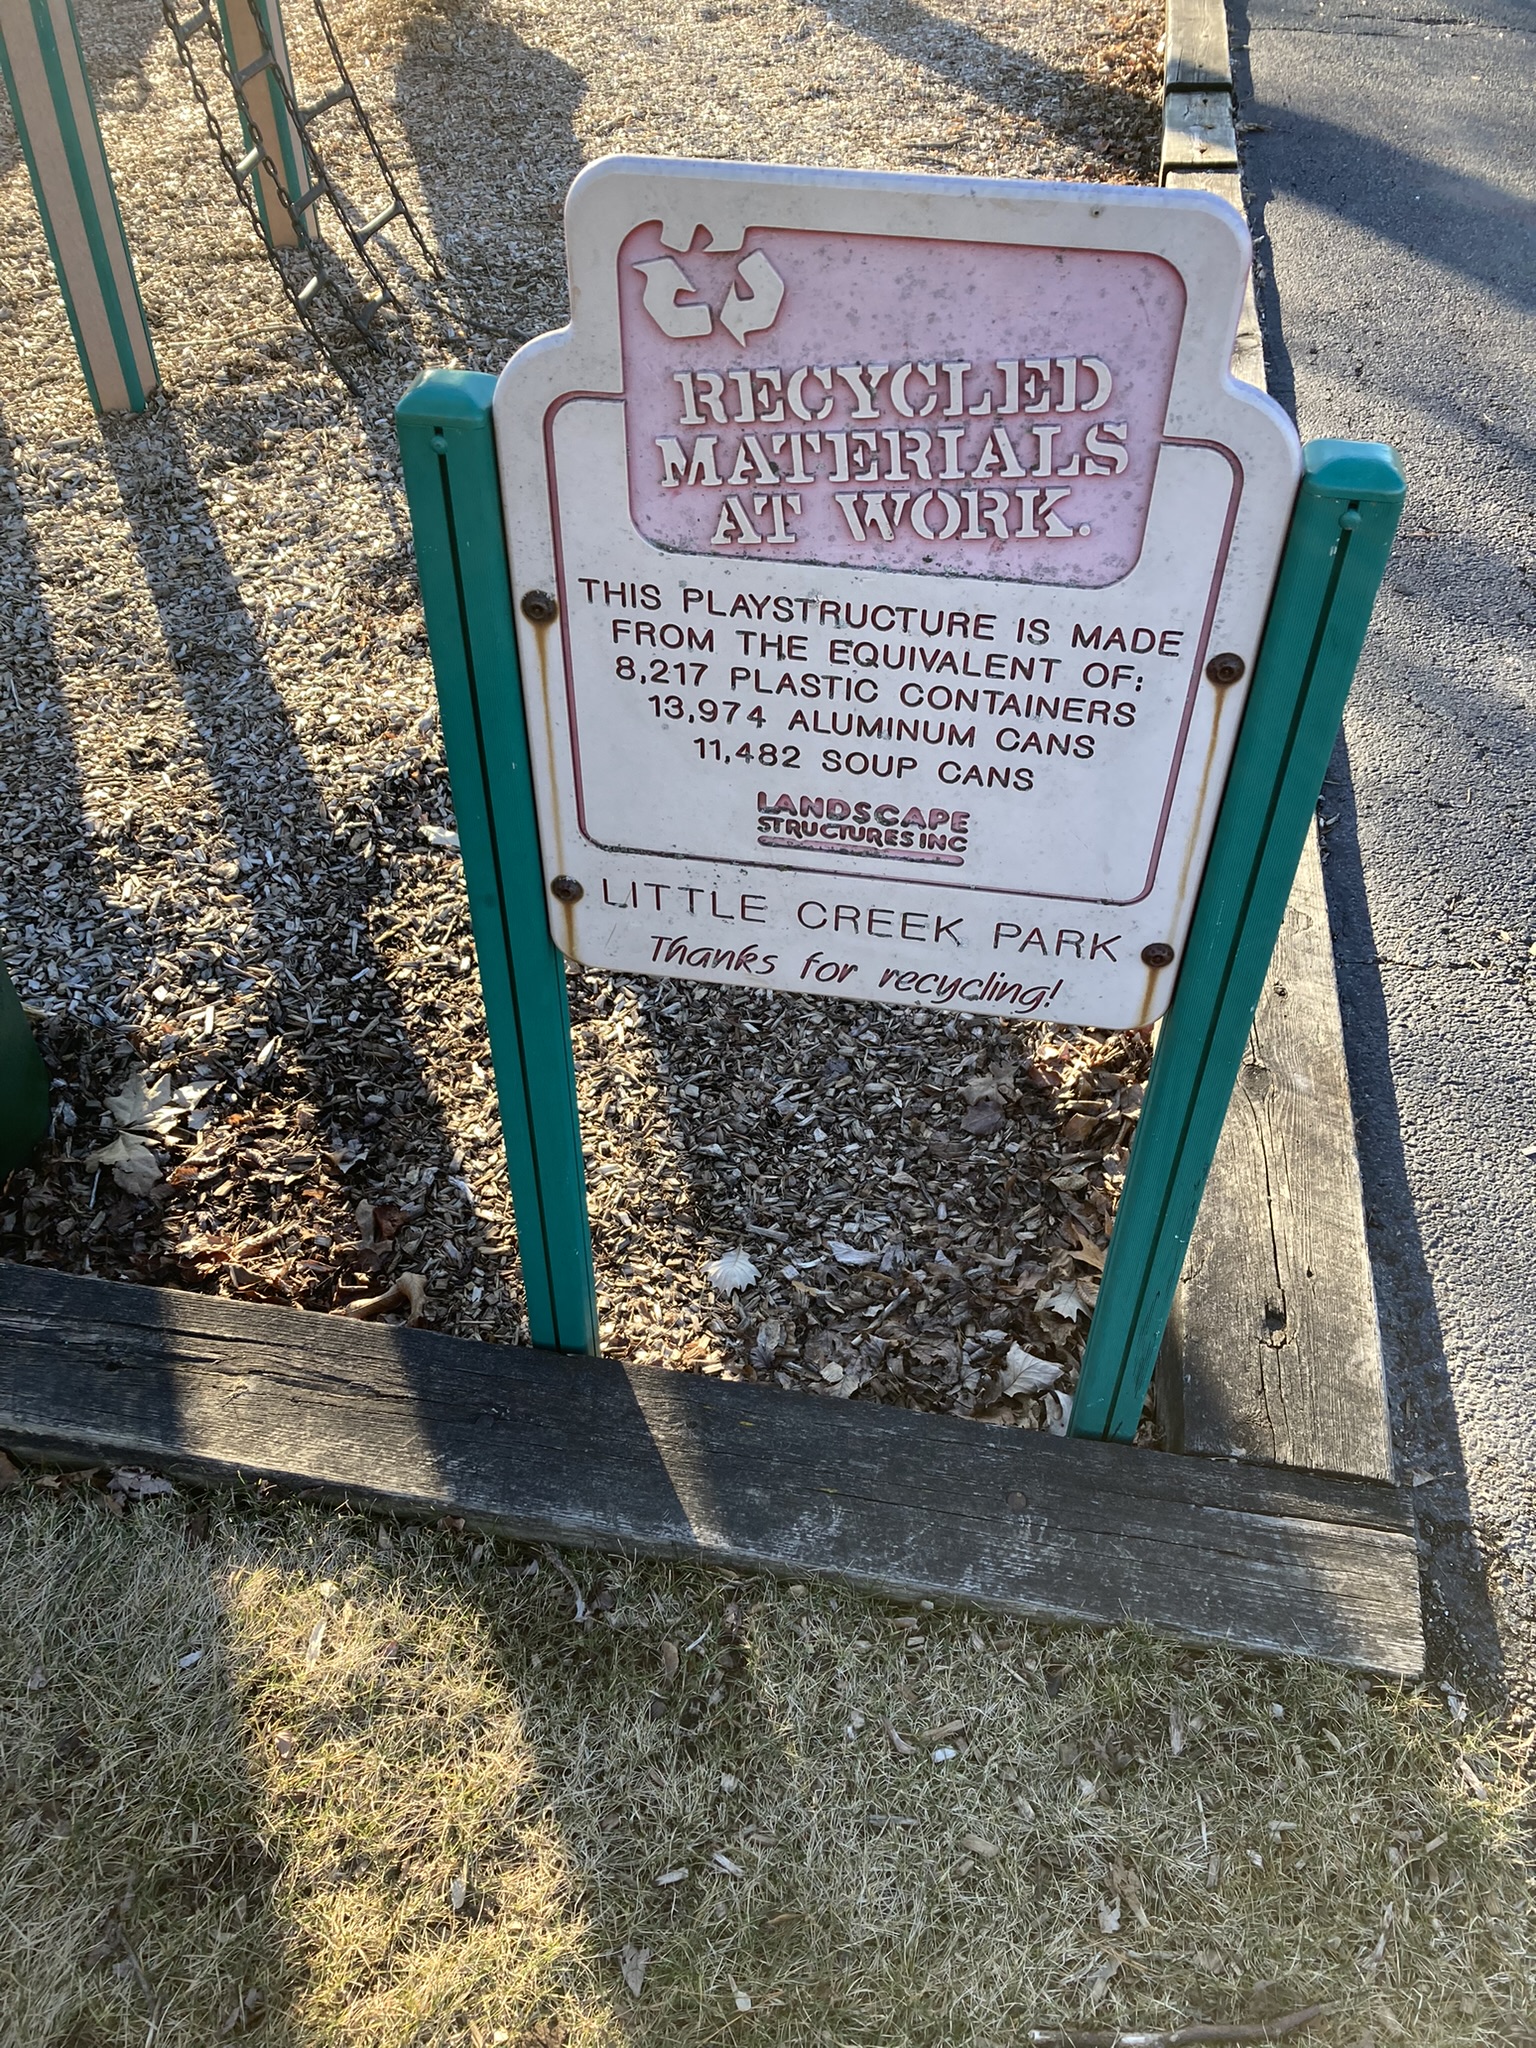 RECYCLED
MATERIALS
AT WORK.
THIS PLAYSTRUCTURE IS MADE
FROM THE EQUIVALENT OF:
8,217 PLASTIC CONTAINERS
13,974 ALUMINUM CANS
11,482 SOUP CANS
LANDSCAPE
STRUCTURES INC
LITTLE CREEK PARK
Thanks for recycling!